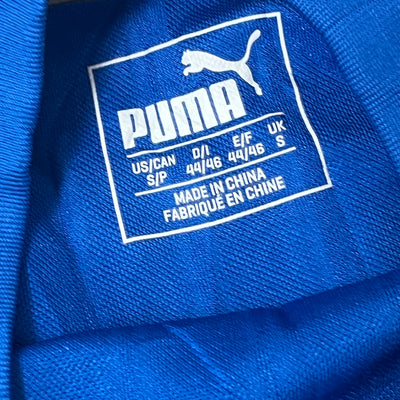 PUMA
US/CAN D/I E/F UK
S/P 44/46 44/46 S
MADE IN CHINA
FABRIQUÉ EN CHINE